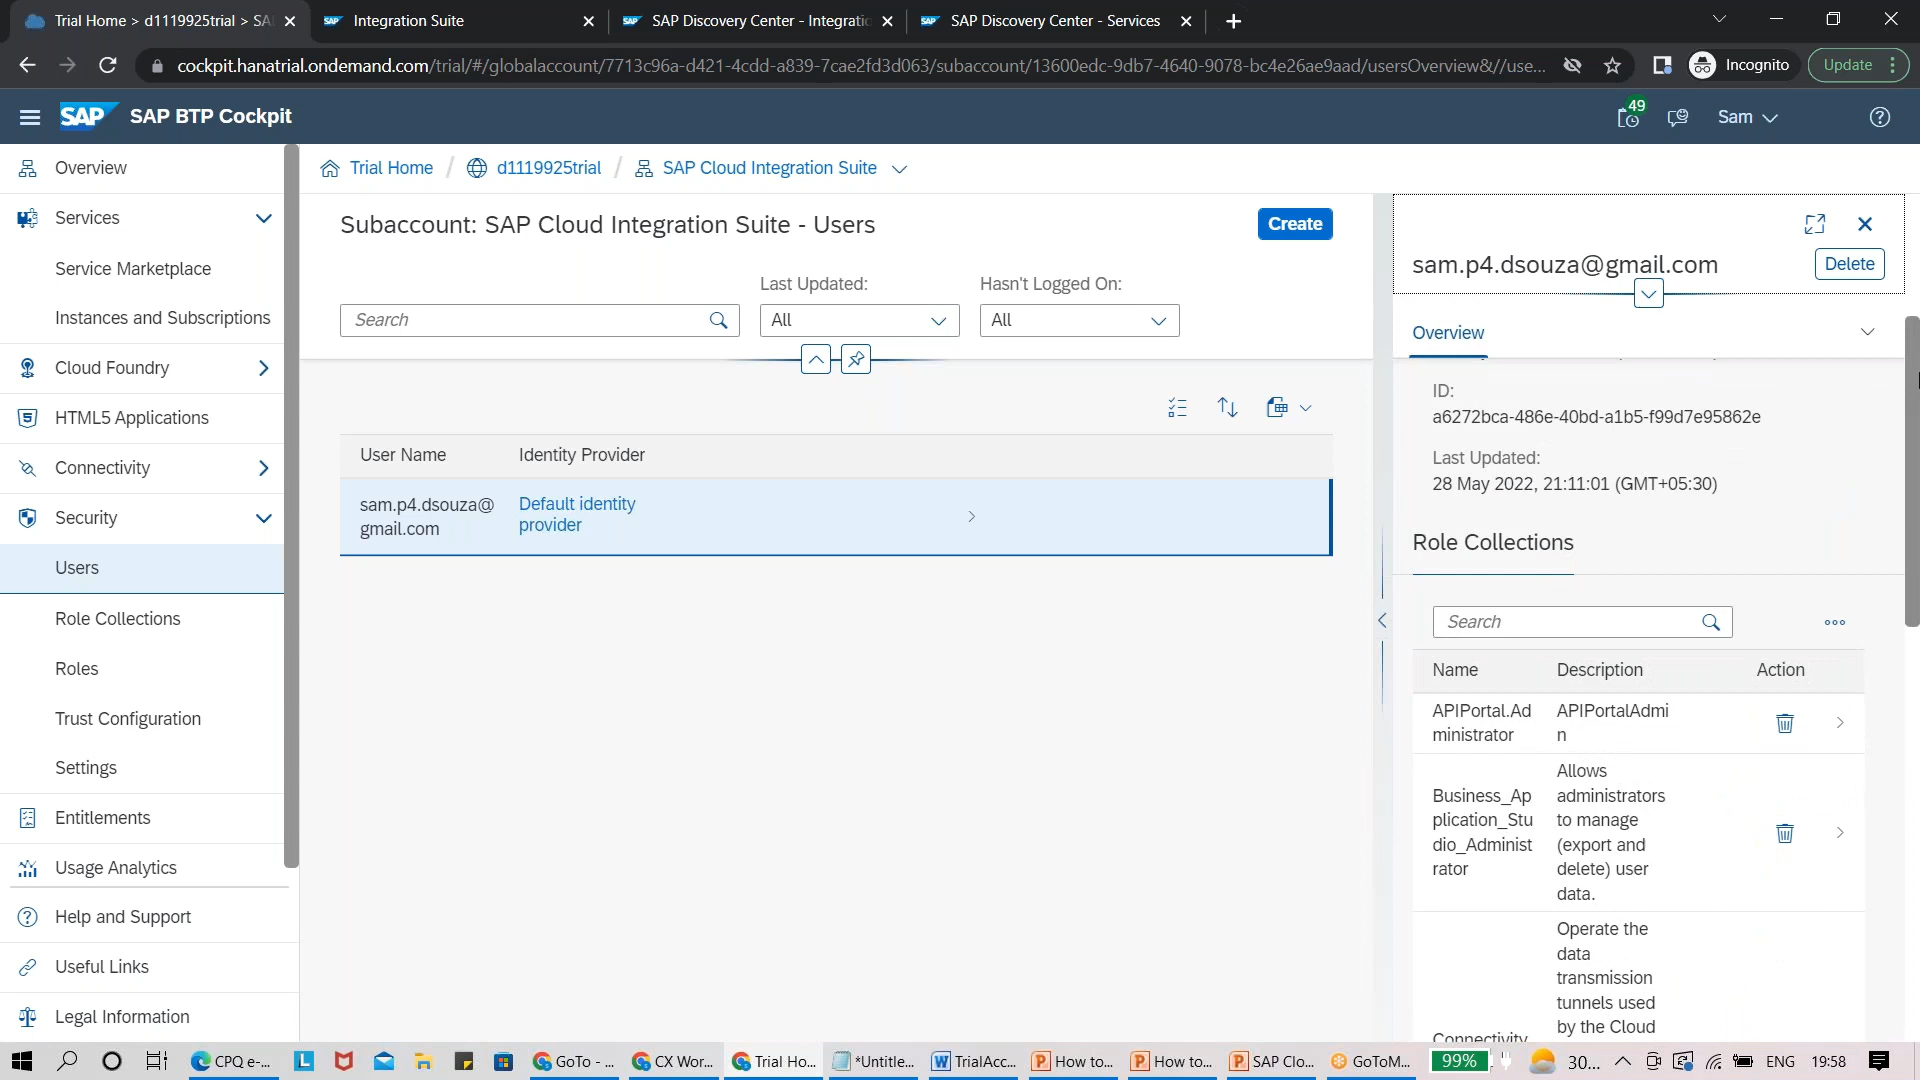 Trial Home > d1119925trial > SA
Integration Suite
SAP Discovery Center - Integratio
SAP Discovery Center - Services
cockpit.hanatrial.ondemand.com/trial/#/globalaccount/7713c96a-d421-4cdd-a839-7cae2fd3d063/subaccount/13600edc-9db7-4640-9078-bc4e26ae9aad/usersOverview&//use...
Incognito
Update
SAP
SAP BTP Cockpit
49
Sam
Overview
Services
Service Marketplace
Instances and Subscriptions
Cloud Foundry
HTML5 Applications
Connectivity
Security
Users
Role Collections
Roles
Trust Configuration
Settings
Entitlements
Usage Analytics
Help and Support
Useful Links
Legal Information
Trial Home / d1119925trial / SAP Cloud Integration Suite
Subaccount: SAP Cloud Integration Suite - Users
Create
Last Updated:
Hasn't Logged On:
Search
All
All
User Name
Identity Provider
sam.p4.dsouza@
gmail.com
Default identity
provider
sam.p4.dsouza@gmail.com
Delete
Overview
ID:
a6272bca-486e-40bd-a1b5-f99d7e95862e
Last Updated:
28 May 2022, 21:11:01 (GMT+05:30)
Role Collections
Search
Name
Description
Action
APIPortal.Ad
ministrator
APIPortalAdmi
n
Business_Ap
plication_Stu
dio_Administ
rator
Allows
administrators
to manage
(export and
delete) user
data.
Connectivity
Operate the
data
transmission
tunnels used
by the Cloud
CPQ e-...
GoTo - ...
CX Wor...
Trial Ho...
*Untitle...
TrialAcc...
How to...
How to...
SAP Clo...
GoToM...
99%
30...
ENG
19:58